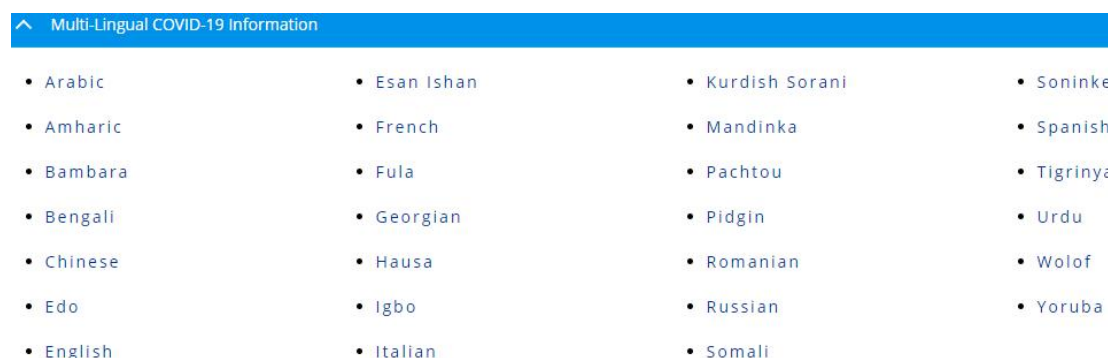 Multi-Lingual COVID-19 Information
Arabic
Amharic
Bambara
Bengali
Chinese
Edo
English
Esan Ishan
French
Fula
Georgian
Hausa
Igbo
Italian
Kurdish Sorani
Mandinka
Pachtou
Pidgin
Romanian
Russian
Somali
Soninke
Spanish
Tigrinya
Urdu
Wolof
Yoruba